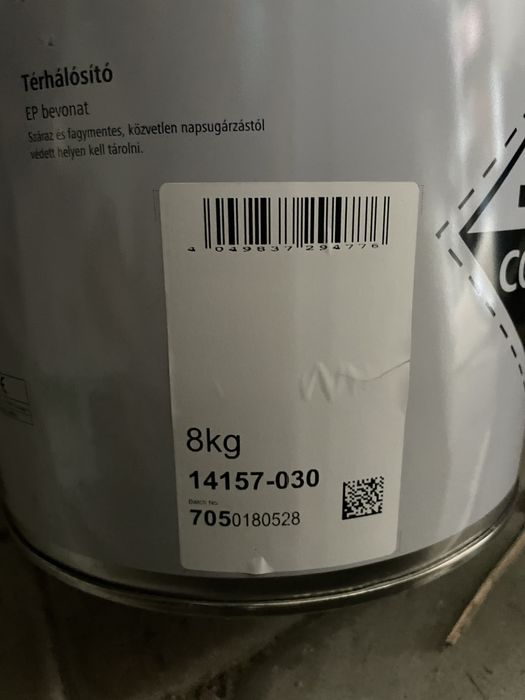 Térhálósító
EP bevonat
Száraz és fagymentes, közvetlen napsugárzástól
védett helyen kell tárolni.
4 049837 294776
8kg
14157-030
Batch No.
7050180528
CO